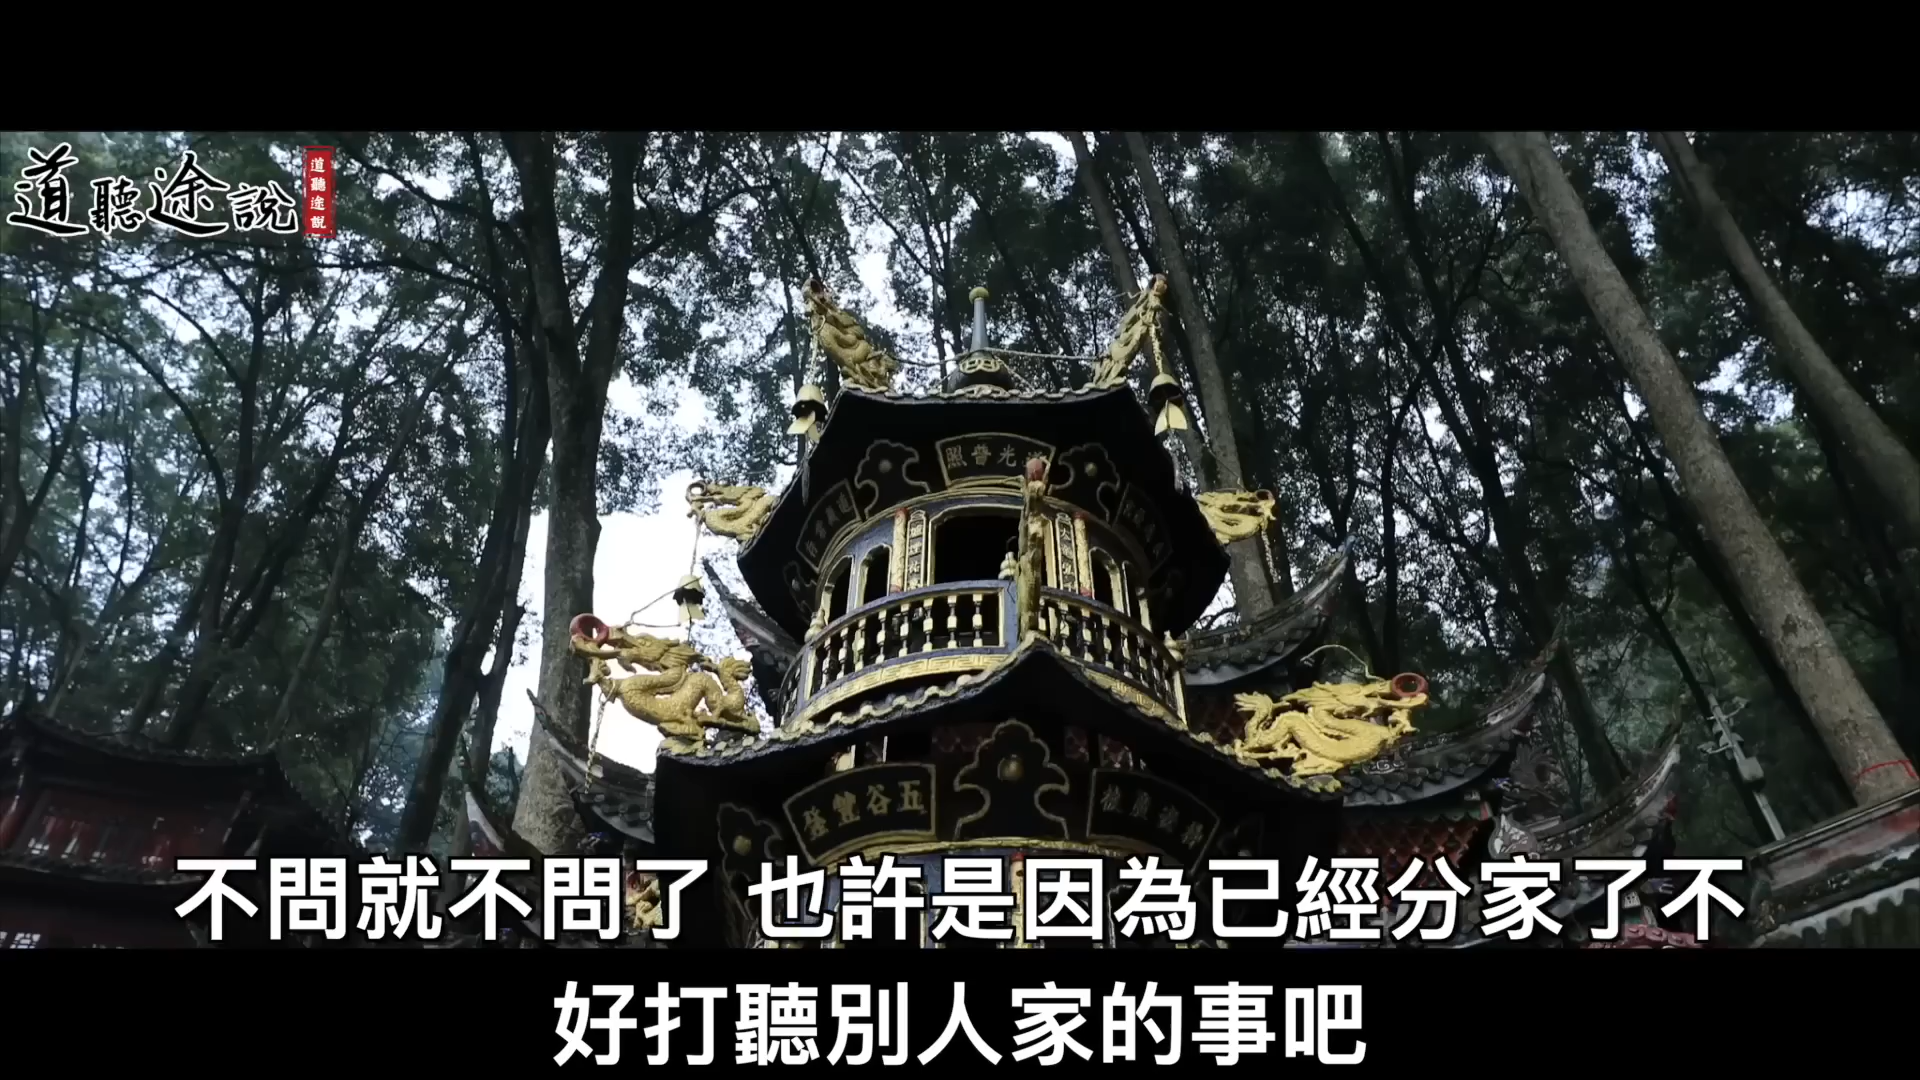 道聽途說
道聽途說
光普照
五谷豐登
不問就不問了 也許是因為已經分家了不
好打聽別人家的事吧